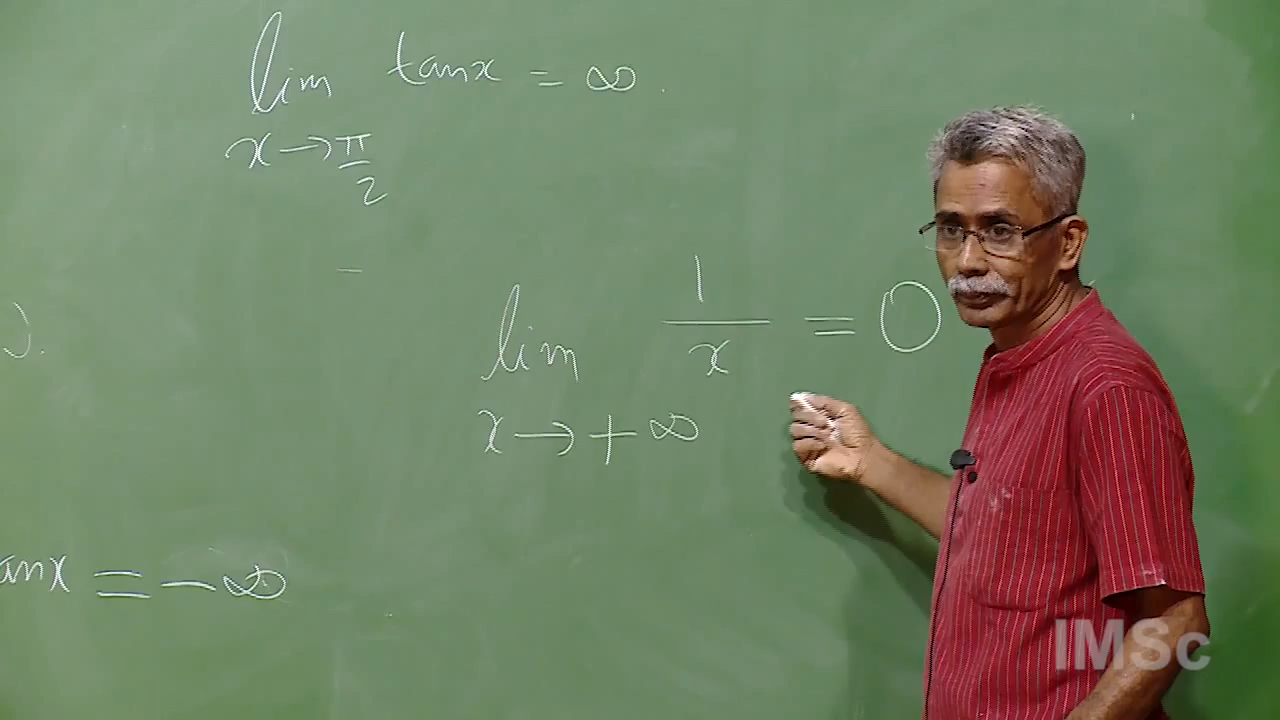 lim tanx = ∞.
x → π/2
lim 1/x = 0
x → +∞
anx = -∞
IMSc